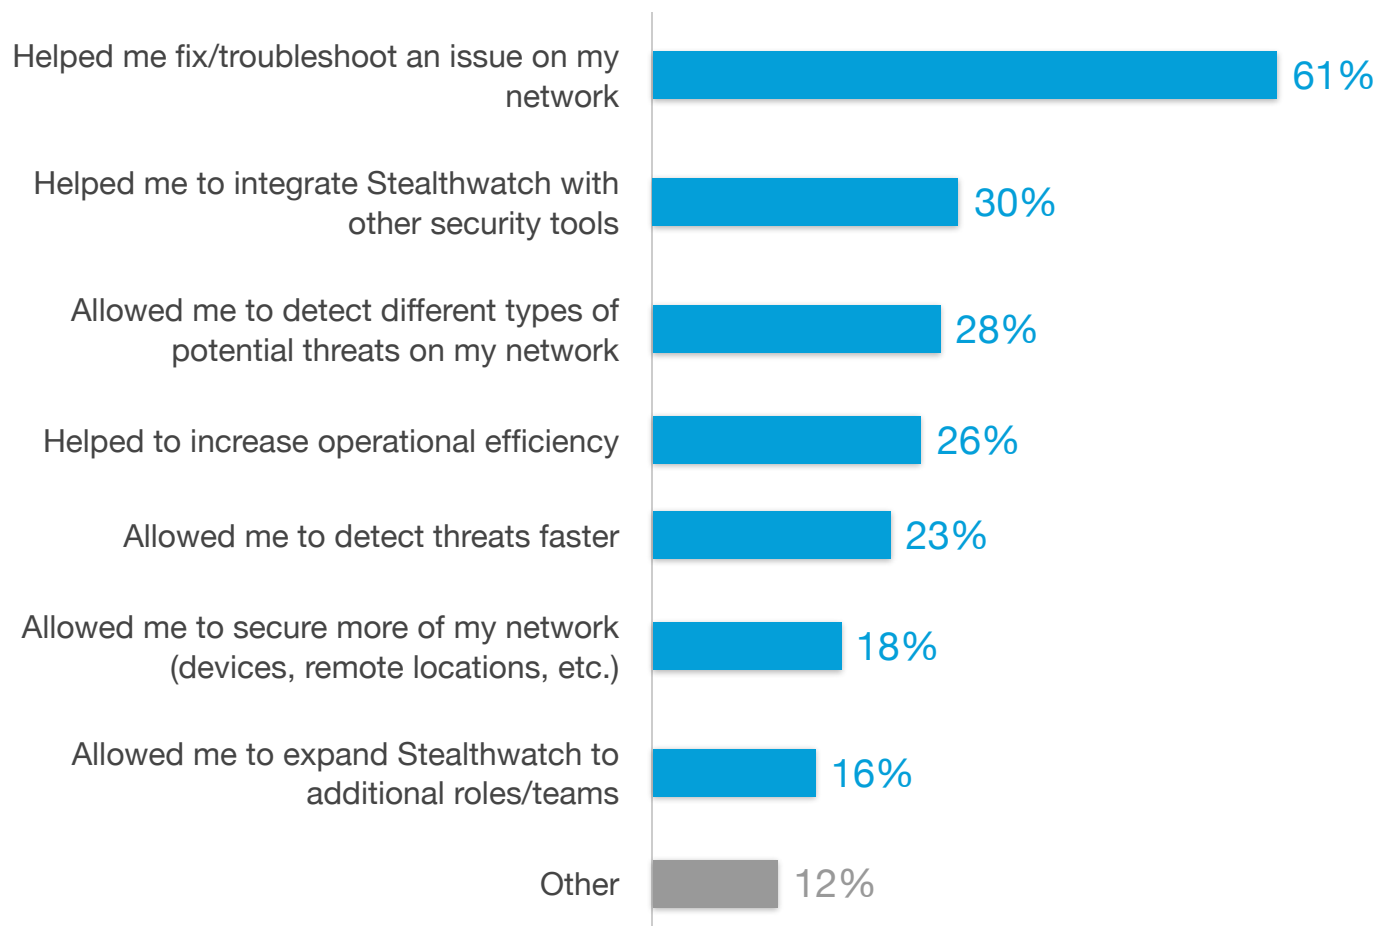 Helped me fix/troubleshoot an issue on my
network
61%
Helped me to integrate Stealthwatch with
other security tools
30%
Allowed me to detect different types of
potential threats on my network
28%
Helped to increase operational efficiency
26%
Allowed me to detect threats faster
23%
Allowed me to secure more of my network
(devices, remote locations, etc.)
18%
Allowed me to expand Stealthwatch to
additional roles/teams
16%
Other
12%